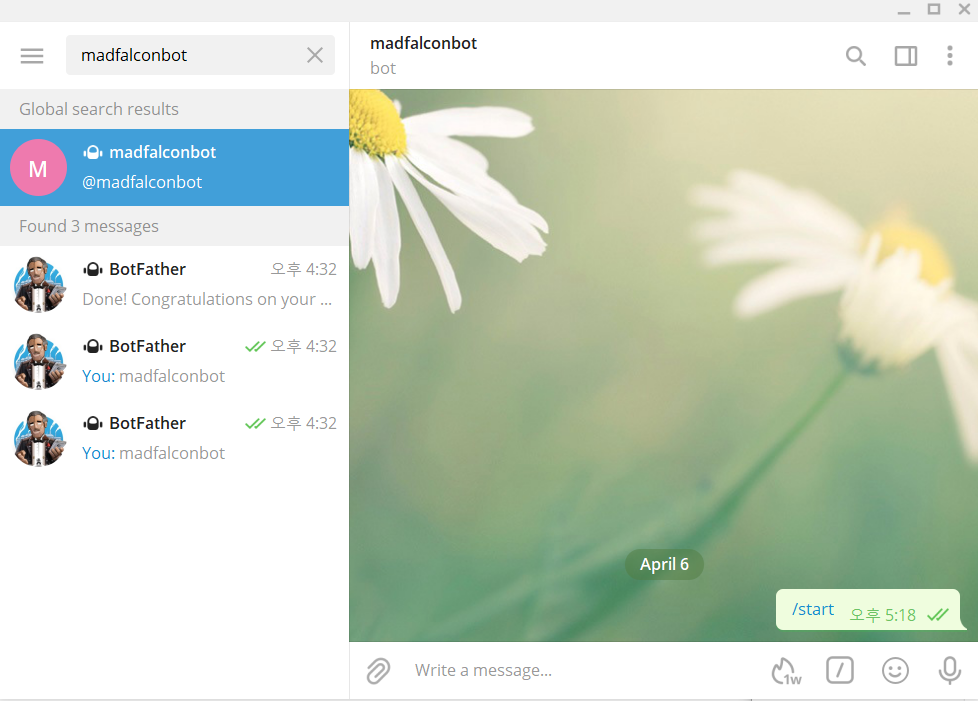 madfalconbot
Global search results
M
madfalconbot
@madfalconbot
Found 3 messages
BotFather 오후 4:32
Done! Congratulations on your ...
BotFather 오후 4:32
You: madfalconbot
BotFather 오후 4:32
You: madfalconbot
madfalconbot
bot
April 6
/start 오후 5:18
Write a message...
1w